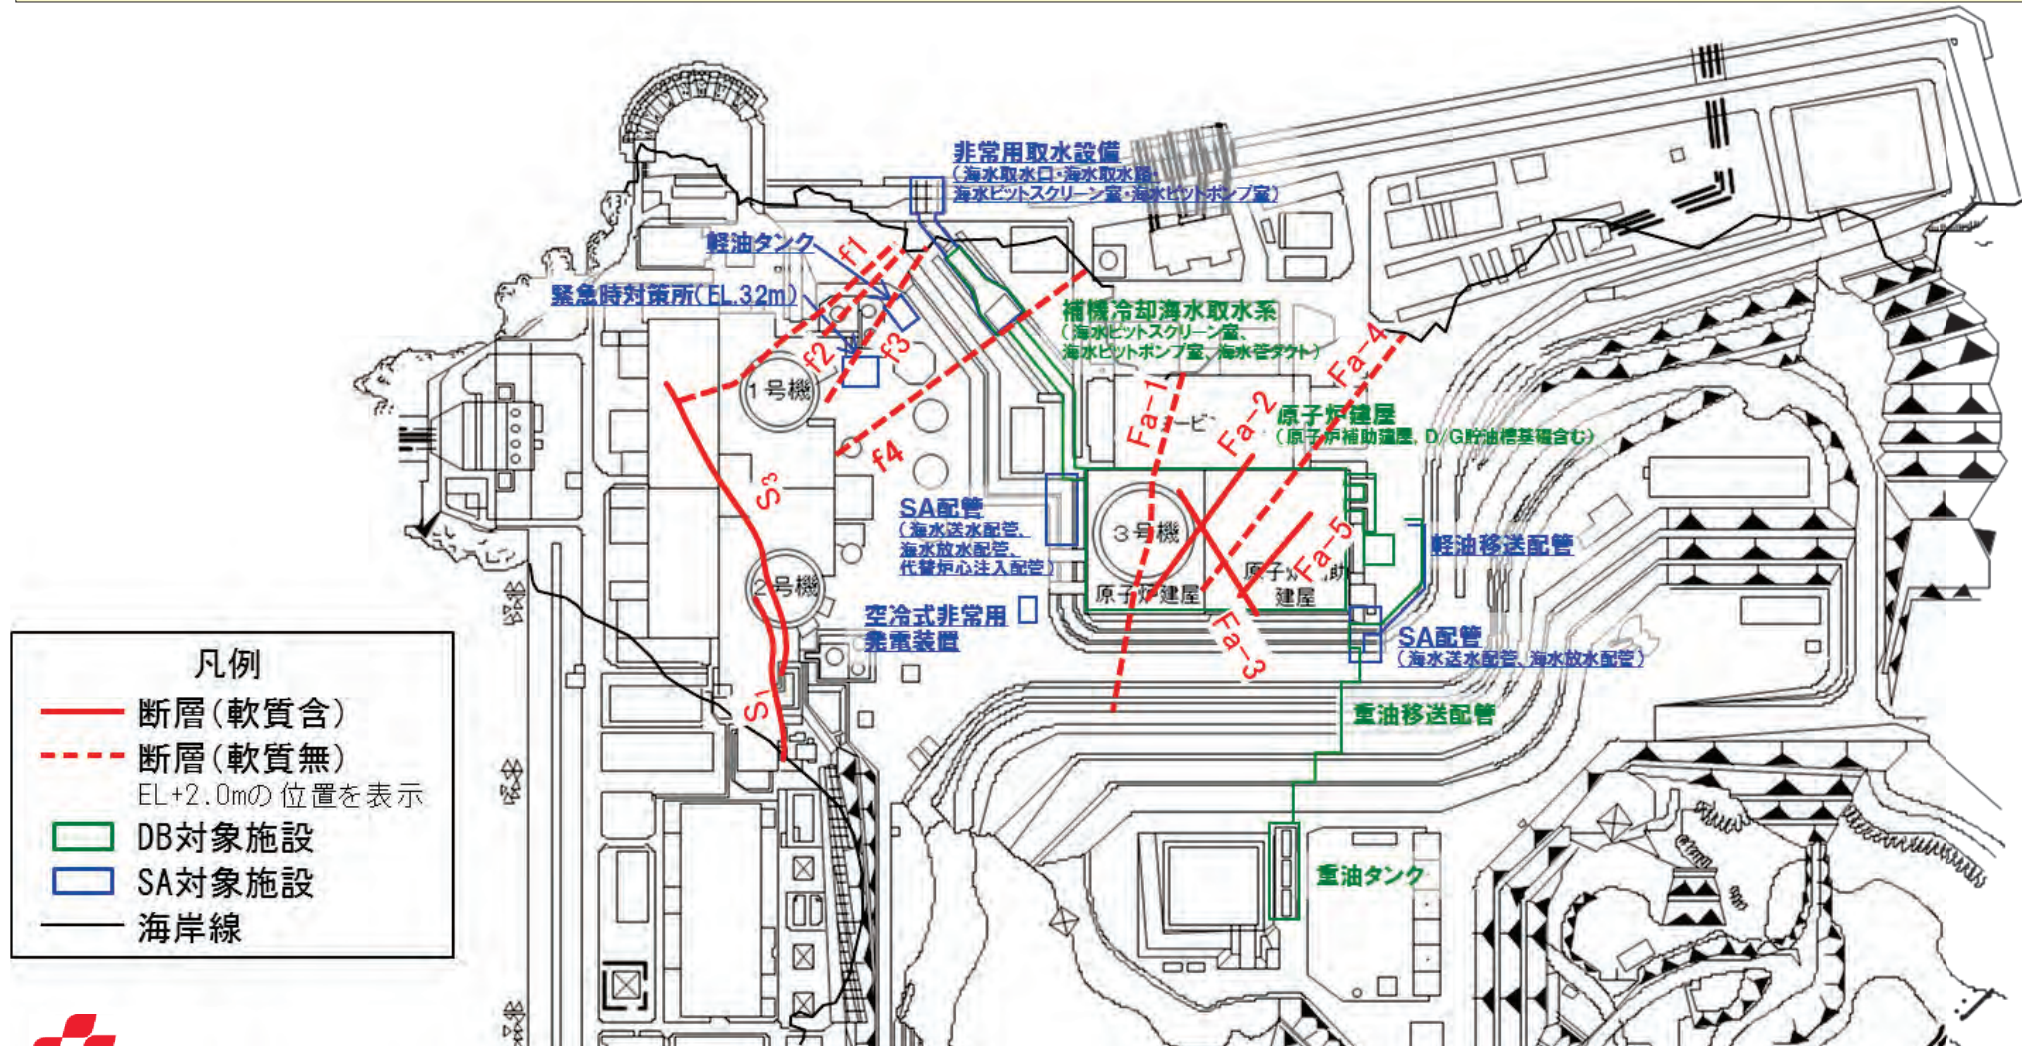 非常用取水設備
(海水取水口・海水取水路・
海水ピットスクリーン室・海水ピットポンプ室)
軽油タンク
f1
緊急時対策所(EL.32m)
f2
f3
1号機
f4
補機冷却海水取水系
(海水ピットスクリーン室、
海水ピットポンプ室、海水管ダクト)
Fa-4
Fa-1
Fa-2
原子炉建屋
(原子炉補助建屋、D/G貯油槽基礎含む)
S3
SA配管
(海水送水配管、
海水放水配管、
代替炉心注入配管)
3号機
Fa-5
軽油移送配管
2号機
原子炉建屋
建屋
空冷式非常用
発電装置
Fa-3
SA配管
(海水送水配管、海水放水配管)
S1
重油移送配管
重油タンク
凡例
断層(軟質含)
断層(軟質無)
EL+2.0mの位置を表示
DB対象施設
SA対象施設
海岸線